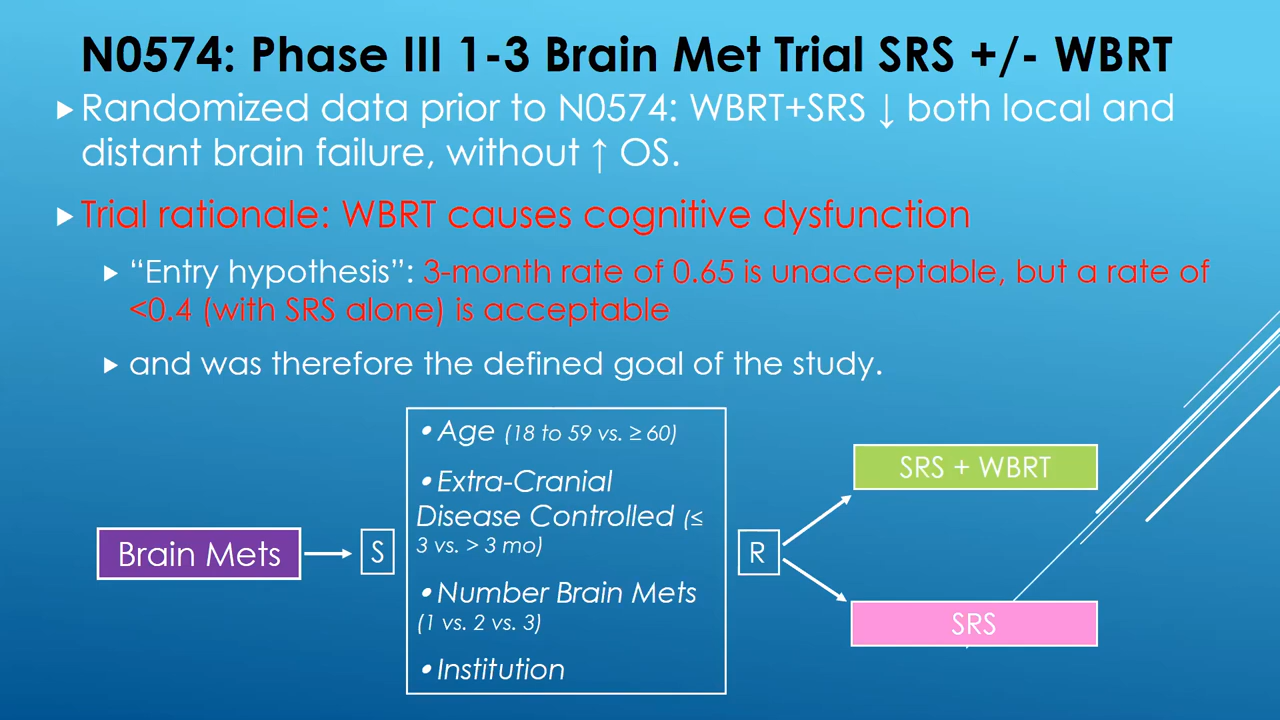 N0574: Phase III 1-3 Brain Met Trial SRS +/- WBRT
Randomized data prior to N0574: WBRT+SRS ↓ both local and
distant brain failure, without ↑ OS.
Trial rationale: WBRT causes cognitive dysfunction
“Entry hypothesis”: 3-month rate of 0.65 is unacceptable, but a rate of
<0.4 (with SRS alone) is acceptable
and was therefore the defined goal of the study.
Brain Mets
S
•Age (18 to 59 vs. ≥ 60)
•Extra-Cranial
Disease Controlled (≤
3 vs. > 3 mo)
•Number Brain Mets
(1 vs. 2 vs. 3)
•Institution
R
SRS + WBRT
SRS